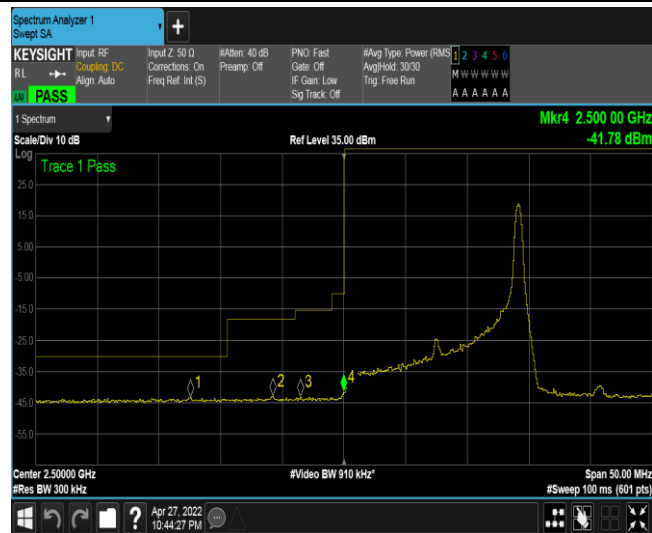 Spectrum Analyzer 1
Swept SA
KEYSIGHT
RL
PASS
Input: RF
Coupling: DC
Align: Auto
Input Z: 50 Ω
Corrections: On
Freq Ref: Int (S)
#Atten: 40 dB
Preamp: Off
PNO: Fast
Gate: Off
IF Gain: Low
Sig Track: Off
#Avg Type: Power (RMS
Avg|Hold: 30/30
Trig: Free Run
1 2 3 4 5 6
M W W W W W
A A A A A A
1 Spectrum
Scale/Div 10 dB
Ref Level 35.00 dBm
Mkr4 2.500 00 GHz
-41.78 dBm
Log
Trace 1 Pass
25.0
15.0
5.00
-5.00
-15.0
-25.0
-35.0
-45.0
-55.0
1
2
3
4
Center 2.50000 GHz
#Res BW 300 kHz
#Video BW 910 kHz*
Span 50.00 MHz
#Sweep 100 ms (601 pts)
?
Apr 27, 2022
10:44:27 PM